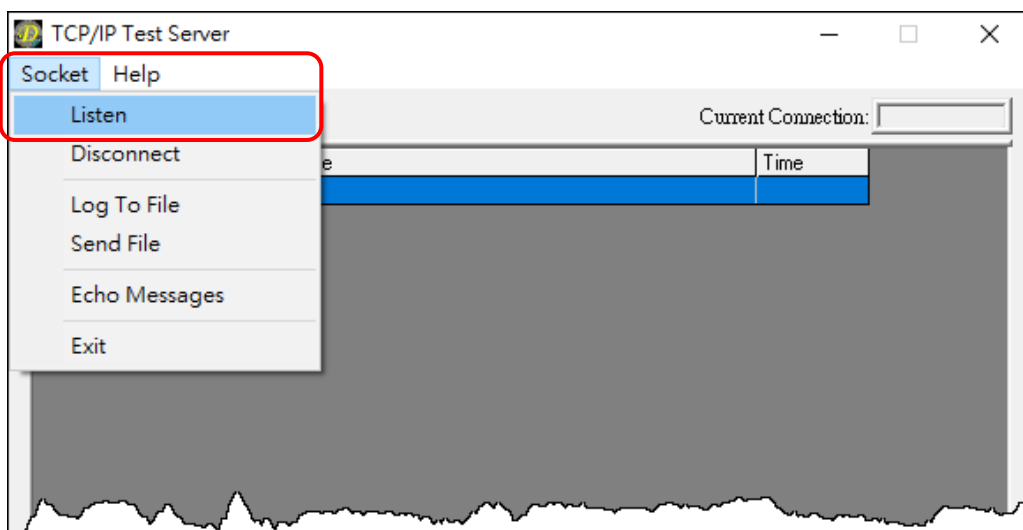 TCP/IP Test Server
Socket Help
Listen
Current Connection:
Disconnect
e Time
Log To File
Send File
Echo Messages
Exit